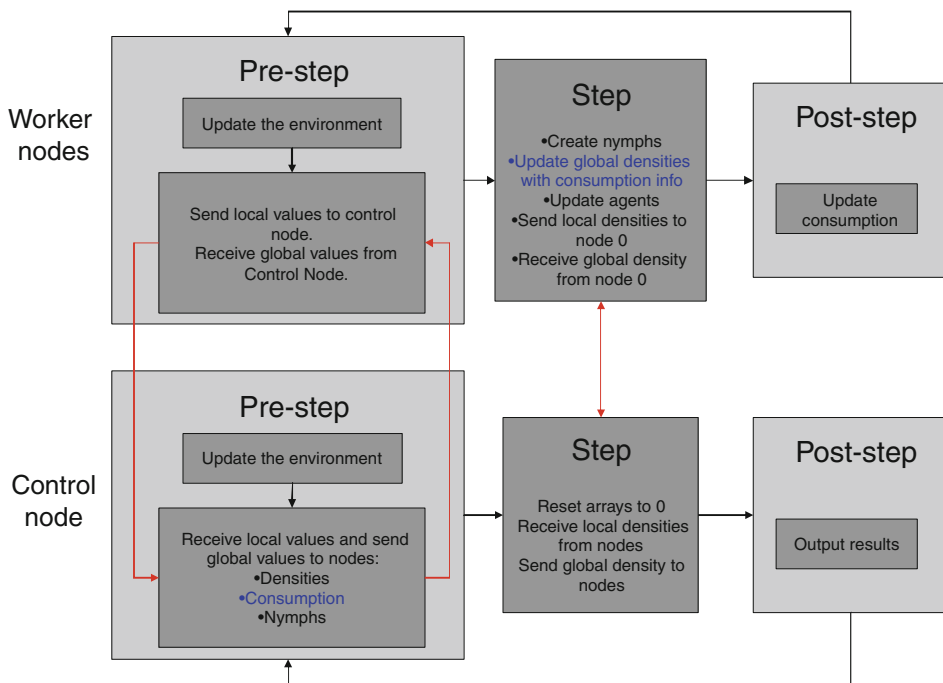 Worker
nodes
Pre-step
Update the environment
Send local values to control
node.
Receive global values from
Control Node.
Step
•Create nymphs
•Update global densities
with consumption info
•Update agents
•Send local densities to
node 0
•Receive global density
from node 0
Post-step
Update
consumption
Control
node
Pre-step
Update the environment
Receive local values and send
global values to nodes:
•Densities
•Consumption
•Nymphs
Step
Reset arrays to 0
Receive local densities
from nodes
Send global density to
nodes
Post-step
Output results